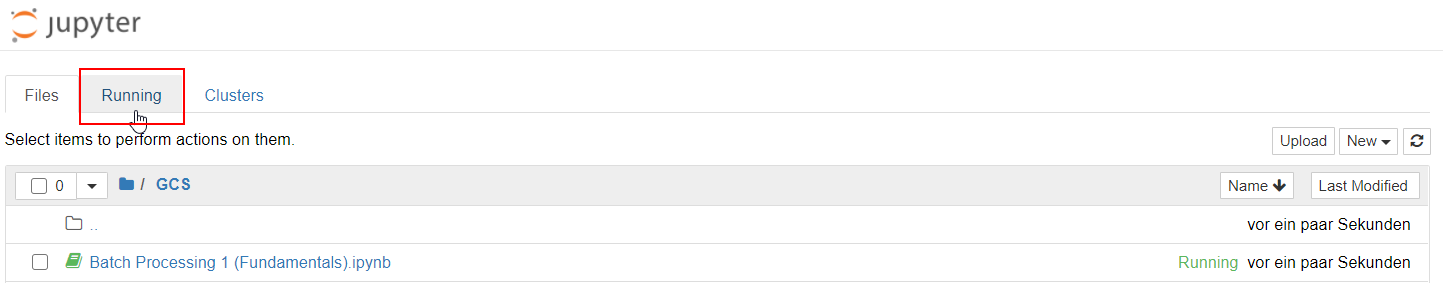 jupyter
Files Running Clusters
Select items to perform actions on them.
Upload New
0 / GCS Name Last Modified
.. vor ein paar Sekunden
Batch Processing 1 (Fundamentals).ipynb Running vor ein paar Sekunden